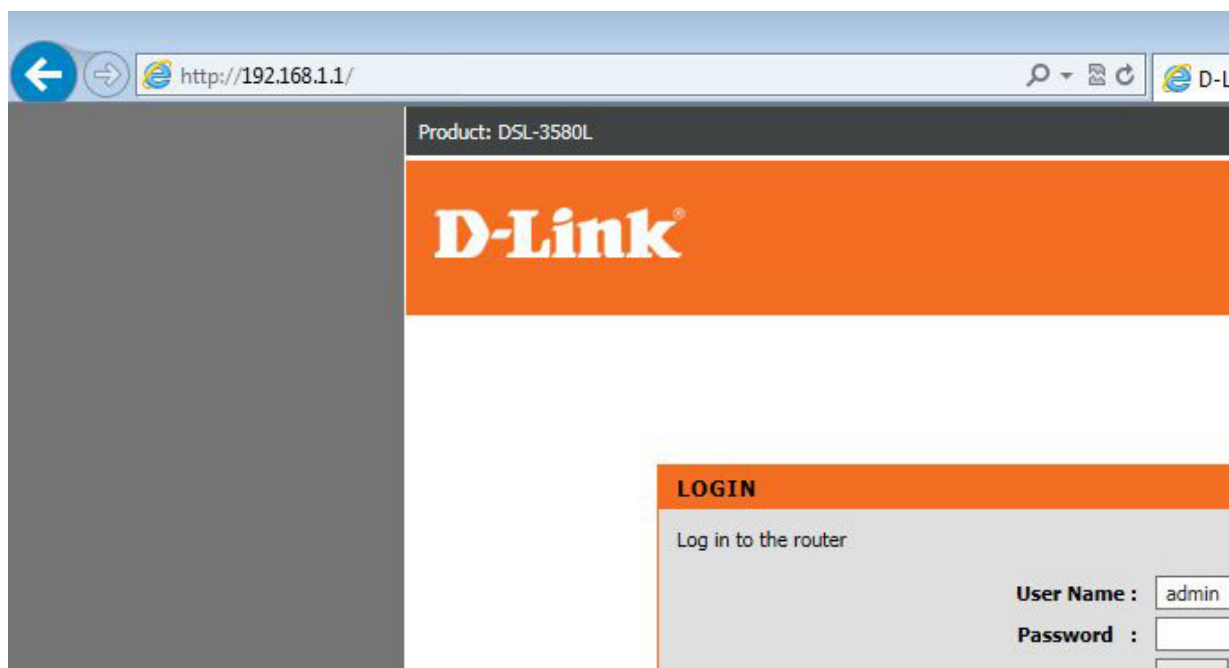 http://192.168.1.1/
D-L
Product: DSL-3580L
D-Link®
LOGIN
Log in to the router
User Name : admin
Password :